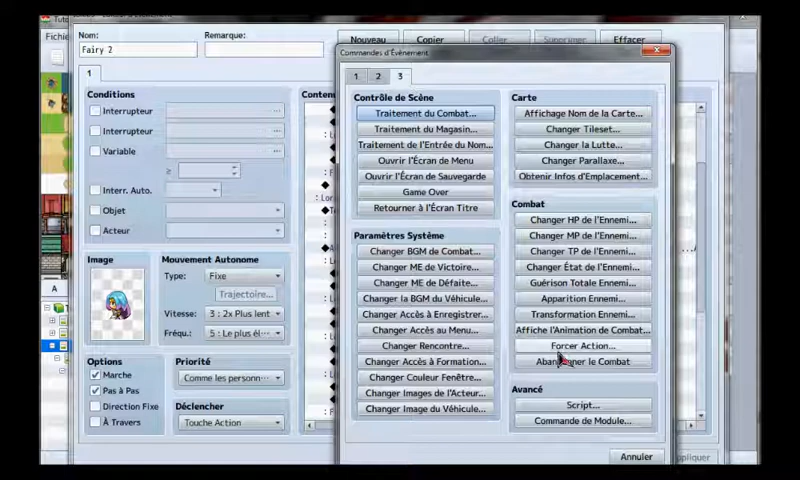 Tuto
Fichie
Nom:
Remarque:
Fairy 2
Nouveau
Copier
Coller
Supprimer
Effacer
1
Conditions
Interrupteur
...
Interrupteur
...
Variable
...
≥
Interr. Auto.
Objet
Acteur
Image
Mouvement Autonome
Type:
Fixe
Trajectoire...
Vitesse:
3 : 2x Plus lent
Fréqu.:
5 : Le plus él···
Options
Marche
Pas à Pas
Direction Fixe
À Travers
Priorité
Comme les personn···
Déclencher
Touche Action
Contenu
A
Commandes d'Évènement
1
2
3
Contrôle de Scène
Traitement du Combat...
Traitement du Magasin...
Traitement de l'Entrée du Nom...
Ouvrir l'Écran de Menu
Ouvrir l'Écran de Sauvegarde
Game Over
Retourner à l'Écran Titre
Paramètres Système
Changer BGM de Combat...
Changer ME de Victoire...
Changer ME de Défaite...
Changer la BGM du Véhicule...
Changer Accès à Enregistrer...
Changer Accès au Menu...
Changer Rencontre...
Changer Accès à Formation...
Changer Couleur Fenêtre...
Changer Images de l'Acteur...
Changer Image du Véhicule...
Carte
Affichage Nom de la Carte...
Changer Tileset...
Changer la Lutte...
Changer Parallaxe...
Obtenir Infos d'Emplacement...
Combat
Changer HP de l'Ennemi...
Changer MP de l'Ennemi...
Changer TP de l'Ennemi...
Changer État de l'Ennemi...
Guérison Totale Ennemi...
Apparition Ennemi...
Transformation Ennemi...
Affiche l'Animation de Combat...
Forcer Action...
Abandonner le Combat
Avancé
Script...
Commande de Module...
Annuler
ppliquer